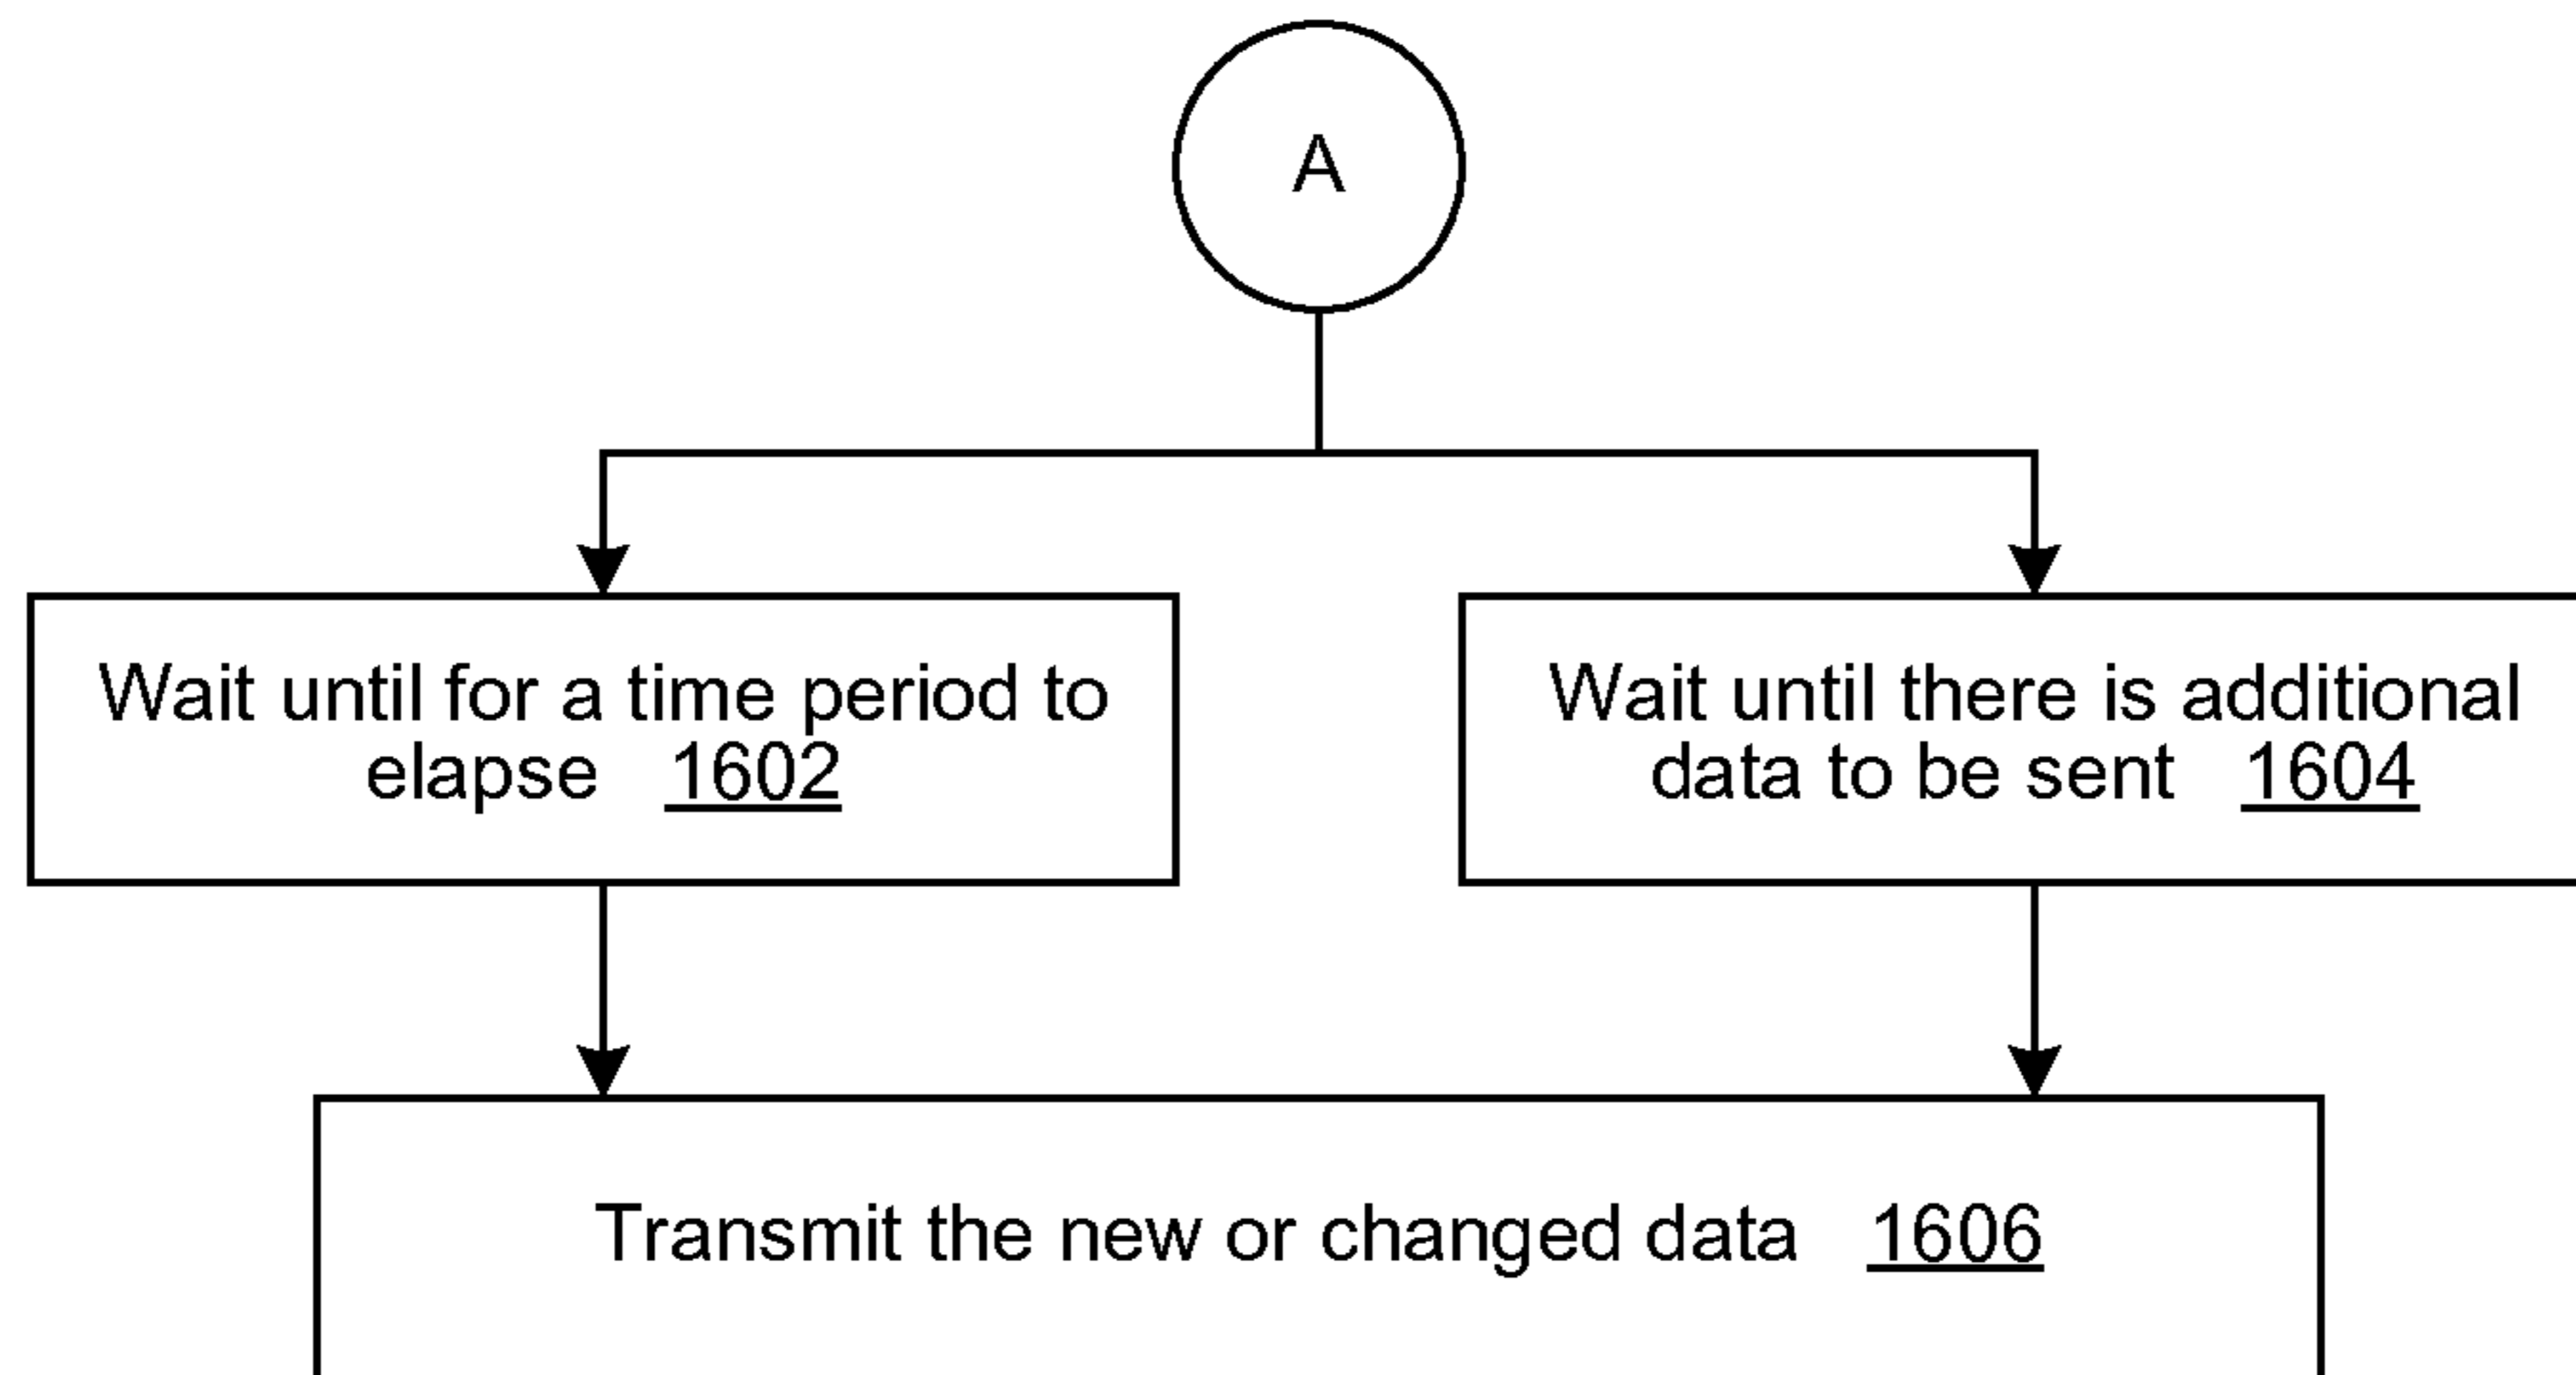 A
Wait until for a time period to
elapse 1602
Wait until there is additional
data to be sent 1604
Transmit the new or changed data 1606